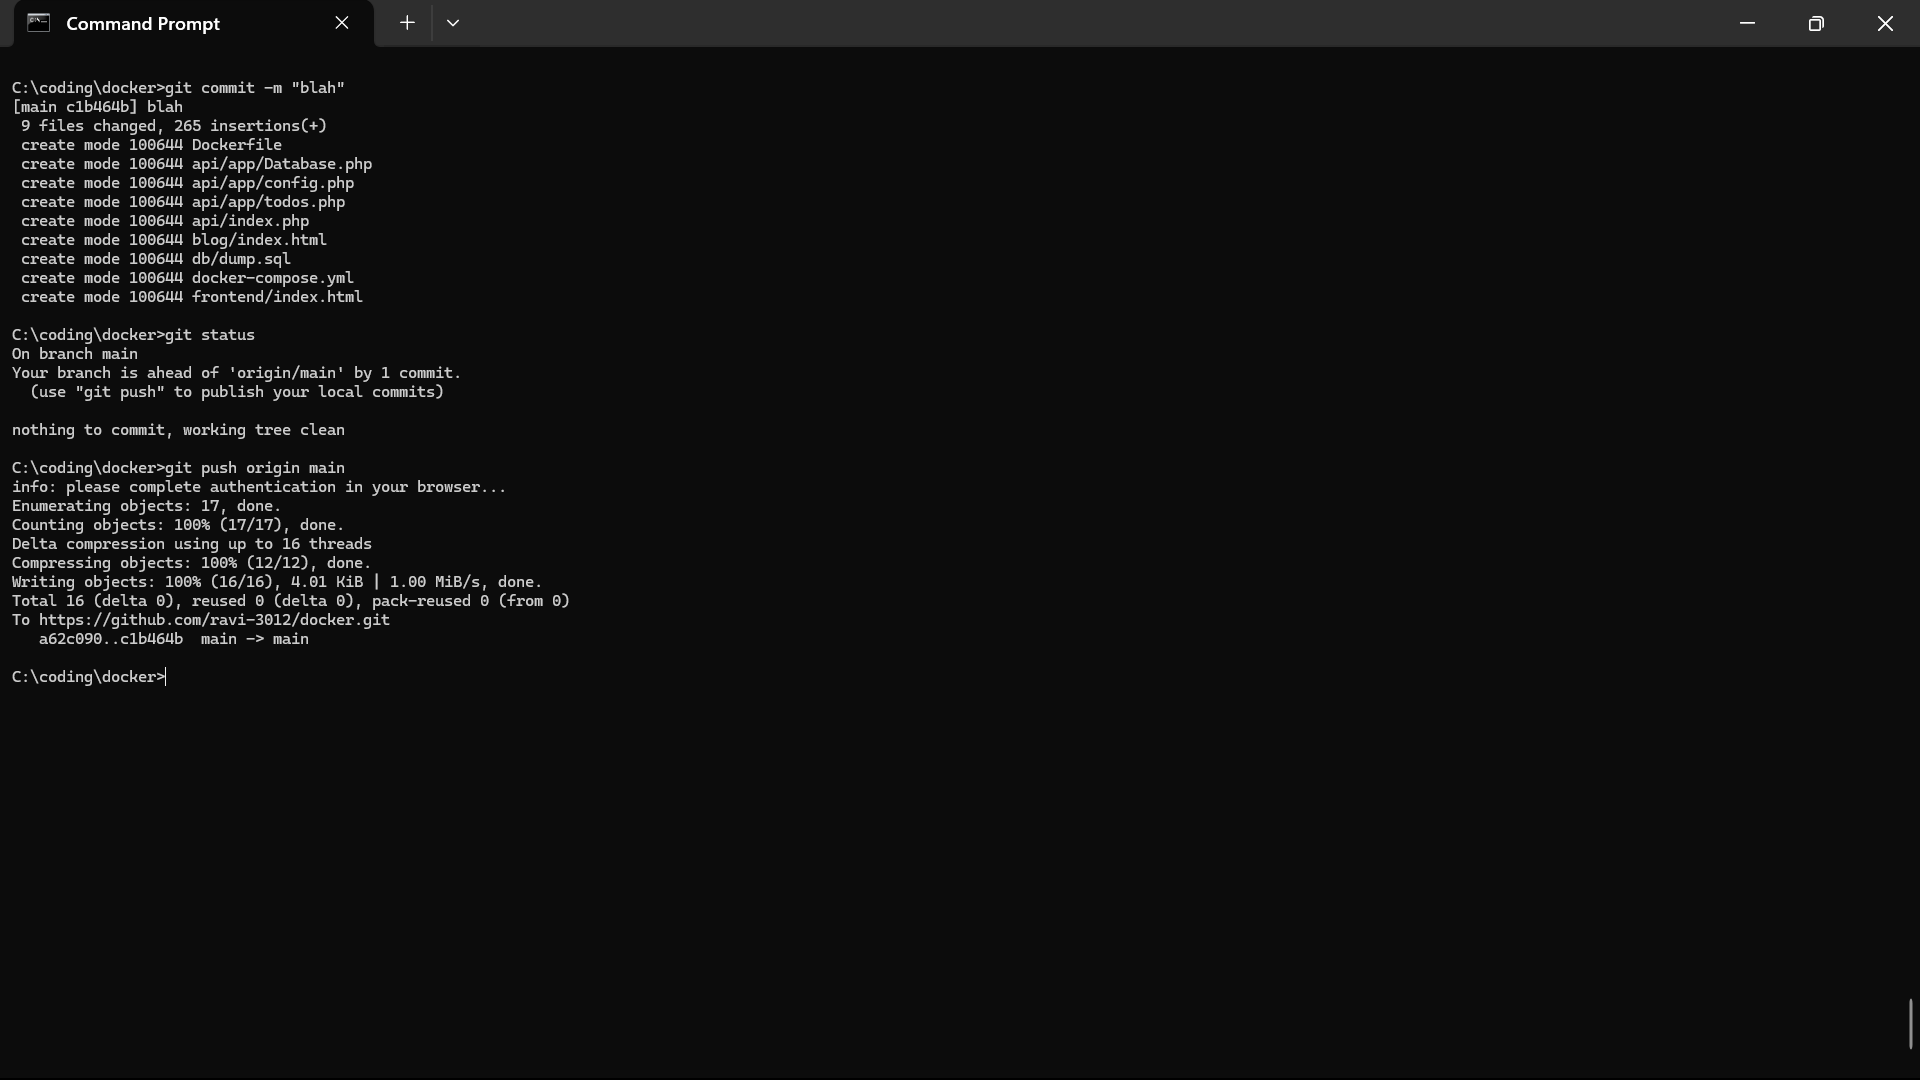 Command Prompt
C:\coding\docker>git commit -m "blah"
[main c1b464b] blah
 9 files changed, 265 insertions(+)
 create mode 100644 Dockerfile
 create mode 100644 api/app/Database.php
 create mode 100644 api/app/config.php
 create mode 100644 api/app/todos.php
 create mode 100644 api/index.php
 create mode 100644 blog/index.html
 create mode 100644 db/dump.sql
 create mode 100644 docker-compose.yml
 create mode 100644 frontend/index.html
C:\coding\docker>git status
On branch main
Your branch is ahead of 'origin/main' by 1 commit.
  (use "git push" to publish your local commits)
nothing to commit, working tree clean
C:\coding\docker>git push origin main
info: please complete authentication in your browser...
Enumerating objects: 17, done.
Counting objects: 100% (17/17), done.
Delta compression using up to 16 threads
Compressing objects: 100% (12/12), done.
Writing objects: 100% (16/16), 4.01 KiB | 1.00 MiB/s, done.
Total 16 (delta 0), reused 0 (delta 0), pack-reused 0 (from 0)
To https://github.com/ravi-3012/docker.git
   a62c090..c1b464b  main -> main
C:\coding\docker>